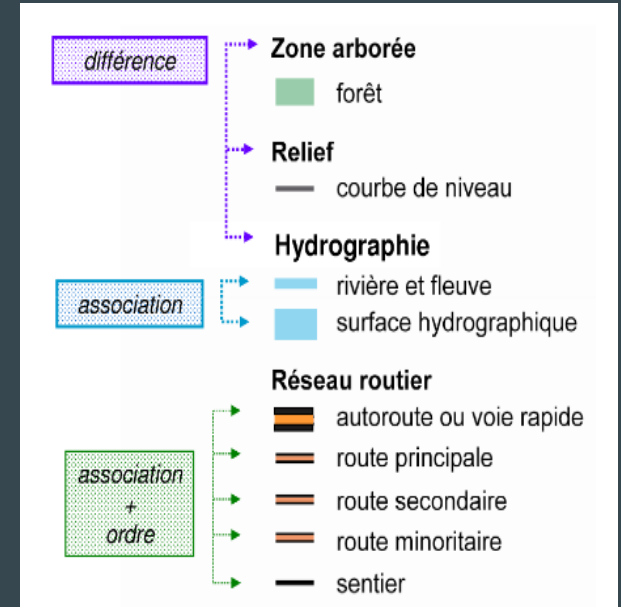 différence
Zone arborée
forêt
Relief
courbe de niveau
Hydrographie
association
rivière et fleuve
surface hydrographique
Réseau routier
autoroute ou voie rapide
route principale
association
+
ordre
route secondaire
route minoritaire
sentier